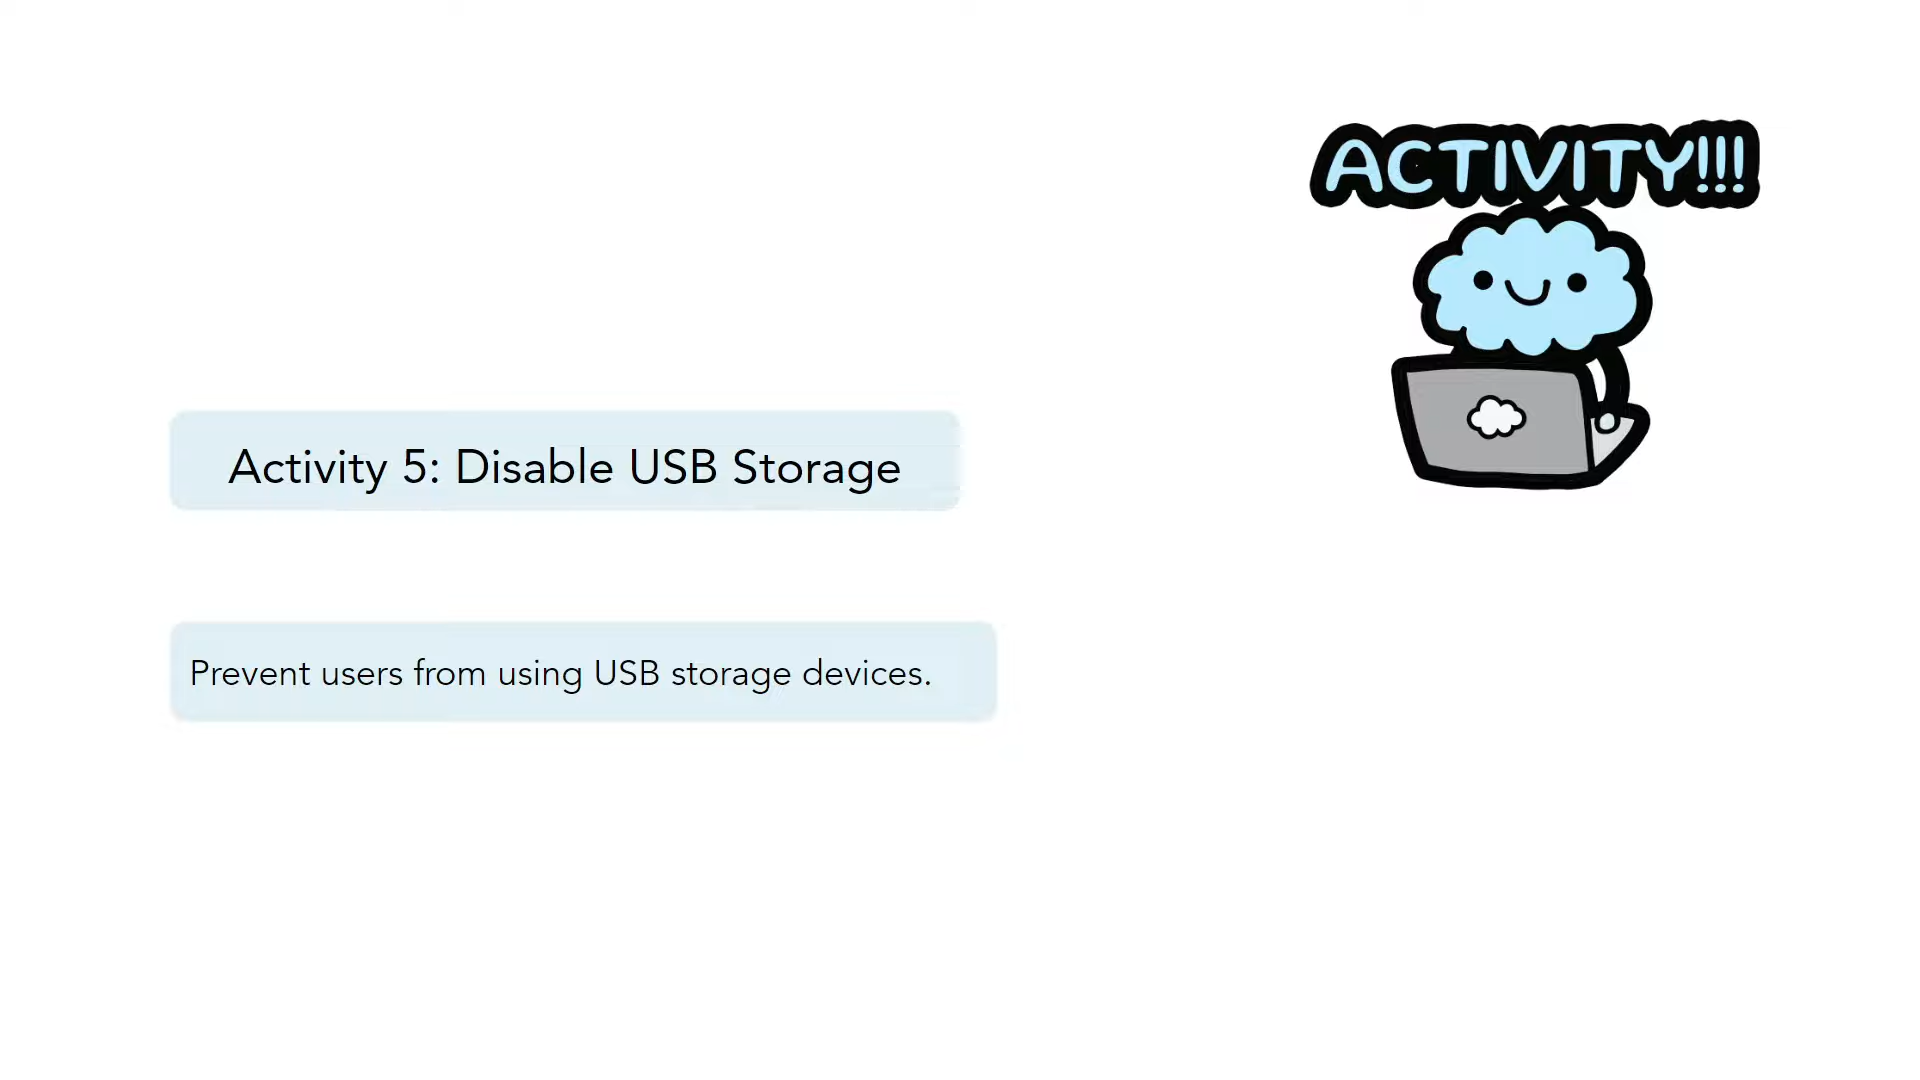 ACTIVITY!!!
Activity 5: Disable USB Storage
Prevent users from using USB storage devices.